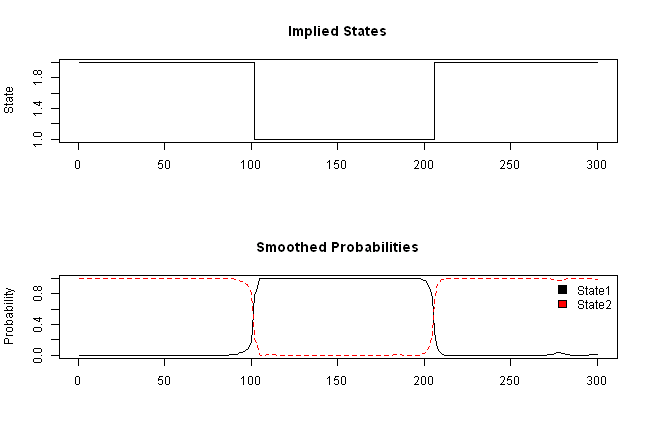 Implied States
State
1.0 1.4 1.8
0 50 100 150 200 250 300
Smoothed Probabilities
Probability
0.0 0.4 0.8
State1
State2
0 50 100 150 200 250 300